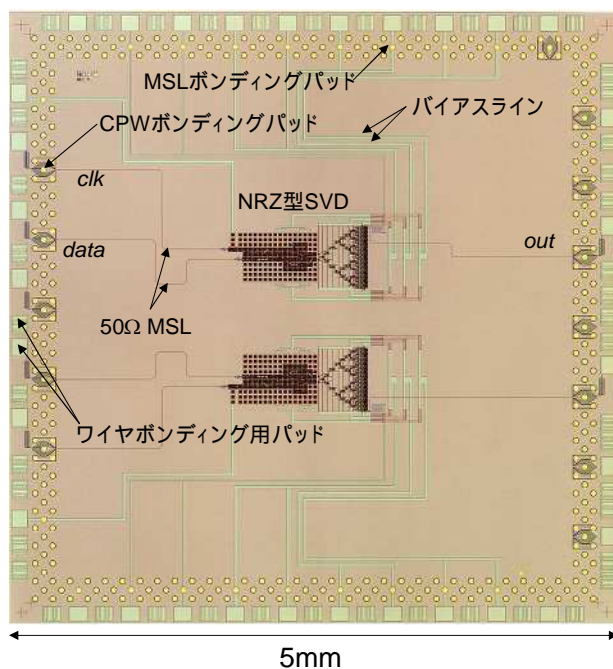 MSLボンディングパッド
バイアスライン
CPWボンディングパッド
clk
NRZ型SVD
data
out
50Ω MSL
ワイヤボンディング用パッド
5mm